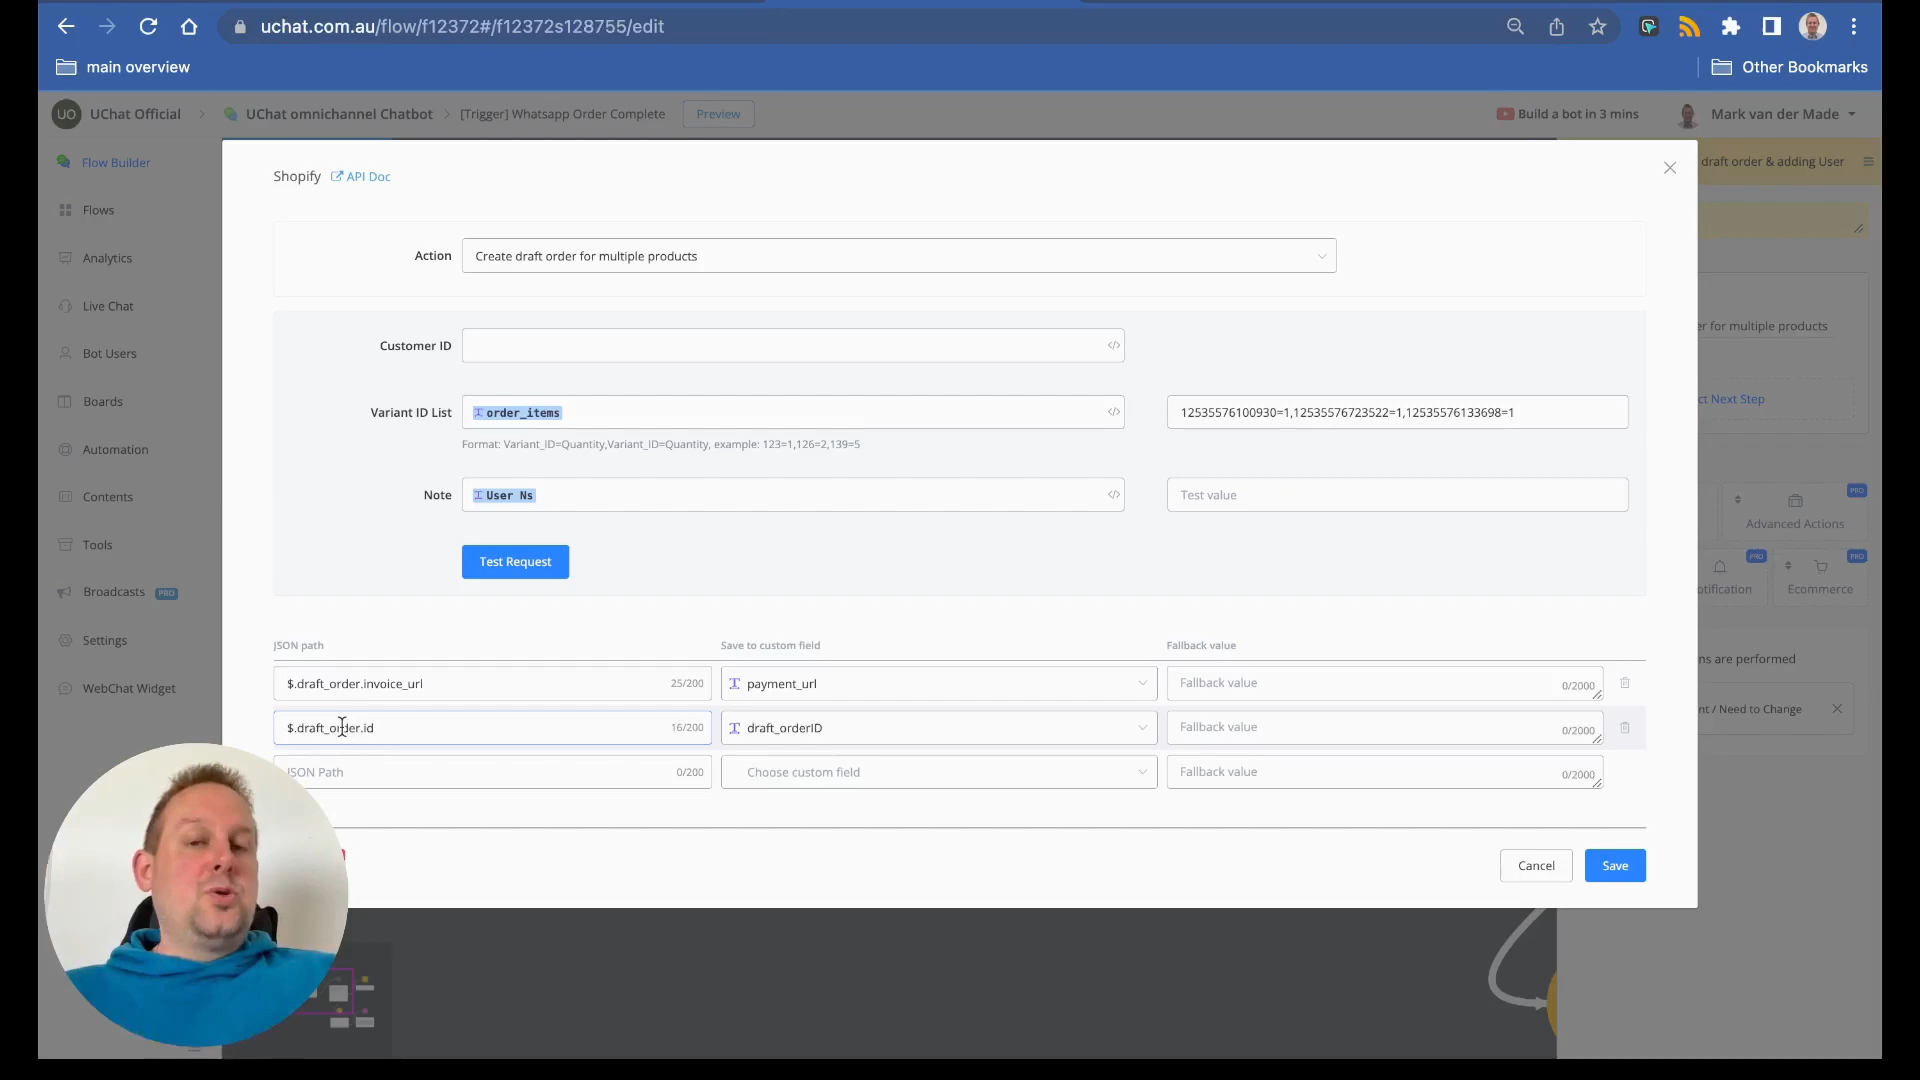 uchat.com.au/flow/f12372#/f12372s128755/edit
main overview
Other Bookmarks
UO UChat Official > UChat omnichannel Chatbot > [Trigger] Whatsapp Order Complete Preview
Build a bot in 3 mins
Mark van der Made
Flow Builder
Flows
Analytics
Live Chat
Bot Users
Boards
Automation
Contents
Tools
Broadcasts PRO
Settings
WebChat Widget
Shopify API Doc
Action Create draft order for multiple products
Customer ID
Variant ID List order_items 12535576100930=1,12535576723522=1,12535576133698=1
Format: Variant_ID=Quantity,Variant_ID=Quantity, example: 123=1,126=2,139=5
Note User Ns Test value
Test Request
JSON path Save to custom field Fallback value
$.draft_order.invoice_url 25/200 payment_url Fallback value 0/2000
$.draft_order.id 16/200 draft_orderID Fallback value 0/2000
JSON Path 0/200 Choose custom field Fallback value 0/2000
Cancel Save
draft order & adding User
er for multiple products
ct Next Step
PRO
Advanced Actions
PRO PRO
otification Ecommerce
ns are performed
nt / Need to Change